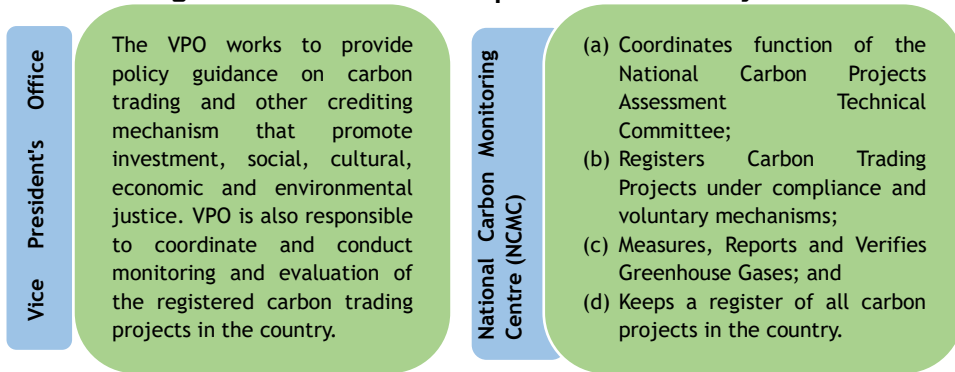 Vice President's Office
The VPO works to provide
policy guidance on carbon
trading and other crediting
mechanism that promote
investment, social, cultural,
economic and environmental
justice. VPO is also responsible
to coordinate and conduct
monitoring and evaluation of
the registered carbon trading
projects in the country.
National Carbon Monitoring
Centre (NCMC)
(a) Coordinates function of the
National Carbon Projects
Assessment Technical
Committee;
(b) Registers Carbon Trading
Projects under compliance and
voluntary mechanisms;
(c) Measures, Reports and Verifies
Greenhouse Gases; and
(d) Keeps a register of all carbon
projects in the country.